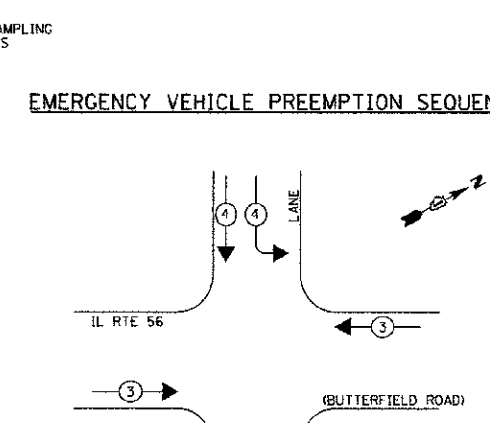 S
EMERGENCY VEHICLE PREEMPTION
4 4
LANE
N
IL RTE 56
3
3
(BUTTERFIELD ROAD)